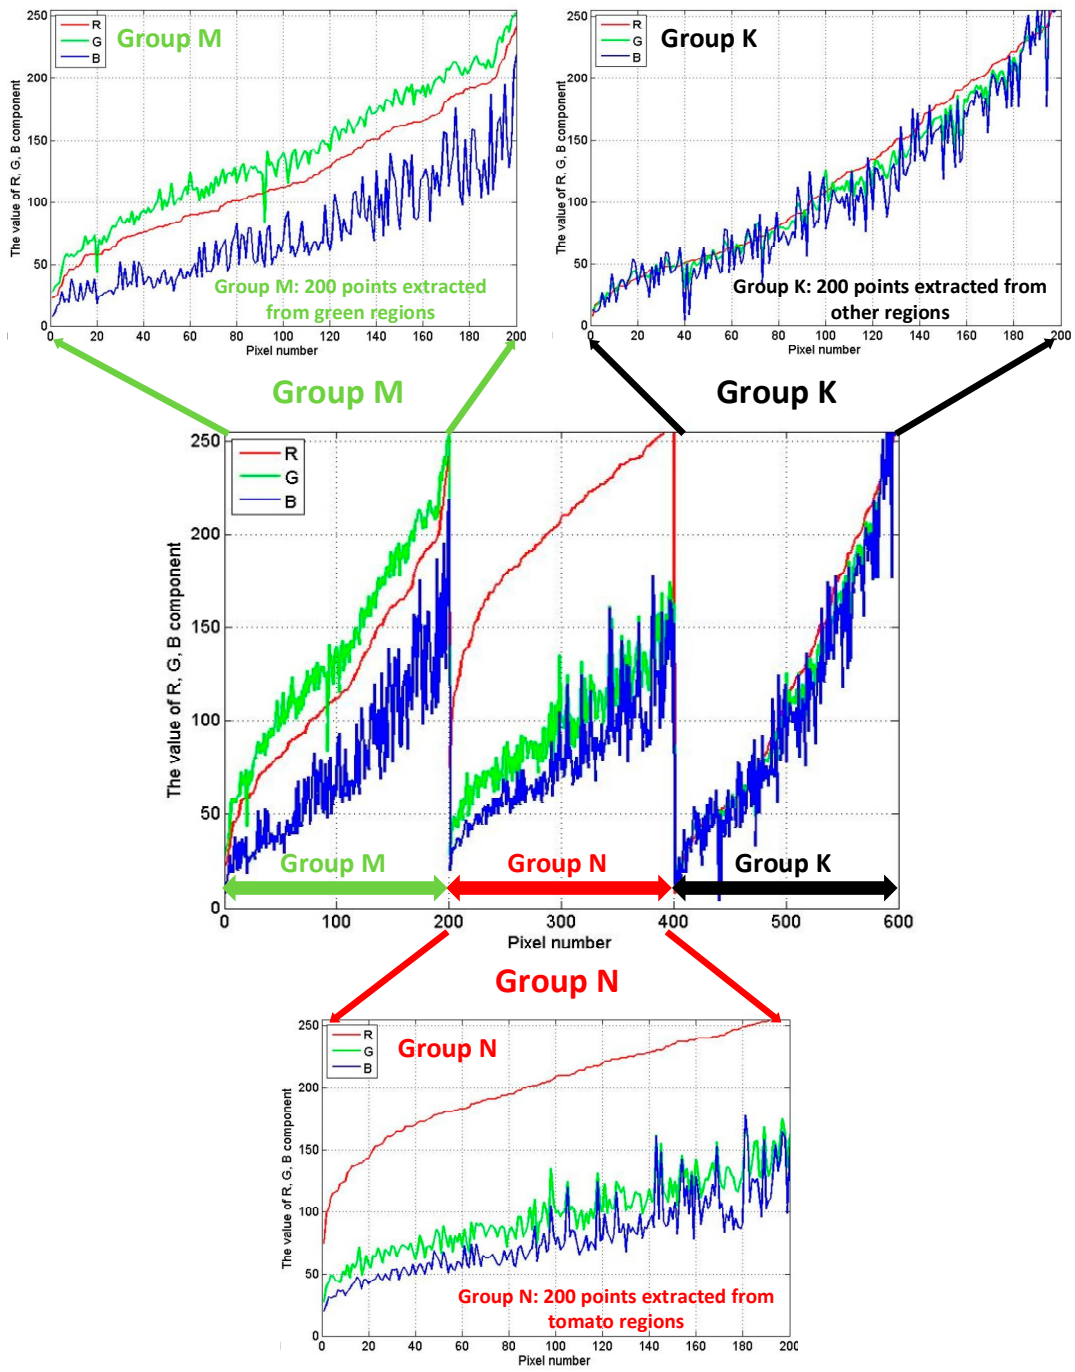 250
200
150
100
50
0
The value of R, G, B component
R
G
B
Group M
Group M: 200 points extracted
from green regions
0 20 40 60 80 100 120 140 160 180 200
Pixel number
250
200
150
100
50
0
The value of R, G, B component
R
G
B
Group K
Group K: 200 points extracted from
other regions
0 20 40 60 80 100 120 140 160 180 200
Pixel number
Group M
Group K
250
200
150
100
50
0
The value of R, G, B component
R
G
B
Group M
Group N
Group K
0 100 200 300 400 500 600
Pixel number
Group N
250
200
150
100
50
0
The value of R, G, B component
R
G
B
Group N
Group N: 200 points extracted from
tomato regions
0 20 40 60 80 100 120 140 160 180 200
Pixel number